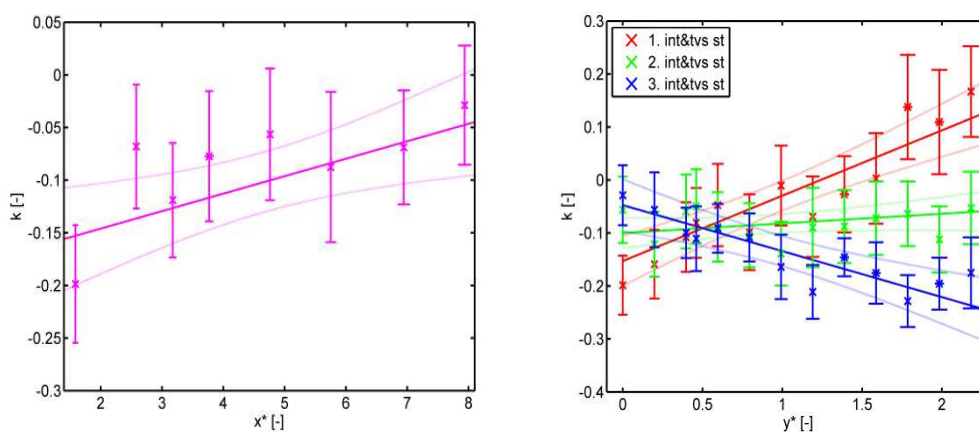 0.05
0
-0.05
-0.1
-0.15
-0.2
-0.25
-0.3
k [-]
2 3 4 5 6 7 8
x* [-]
0.3
0.2
0.1
0
-0.1
-0.2
-0.3
-0.4
k [-]
0 0.5 1 1.5 2
y* [-]
1. int&tvs st
2. int&tvs st
3. int&tvs st